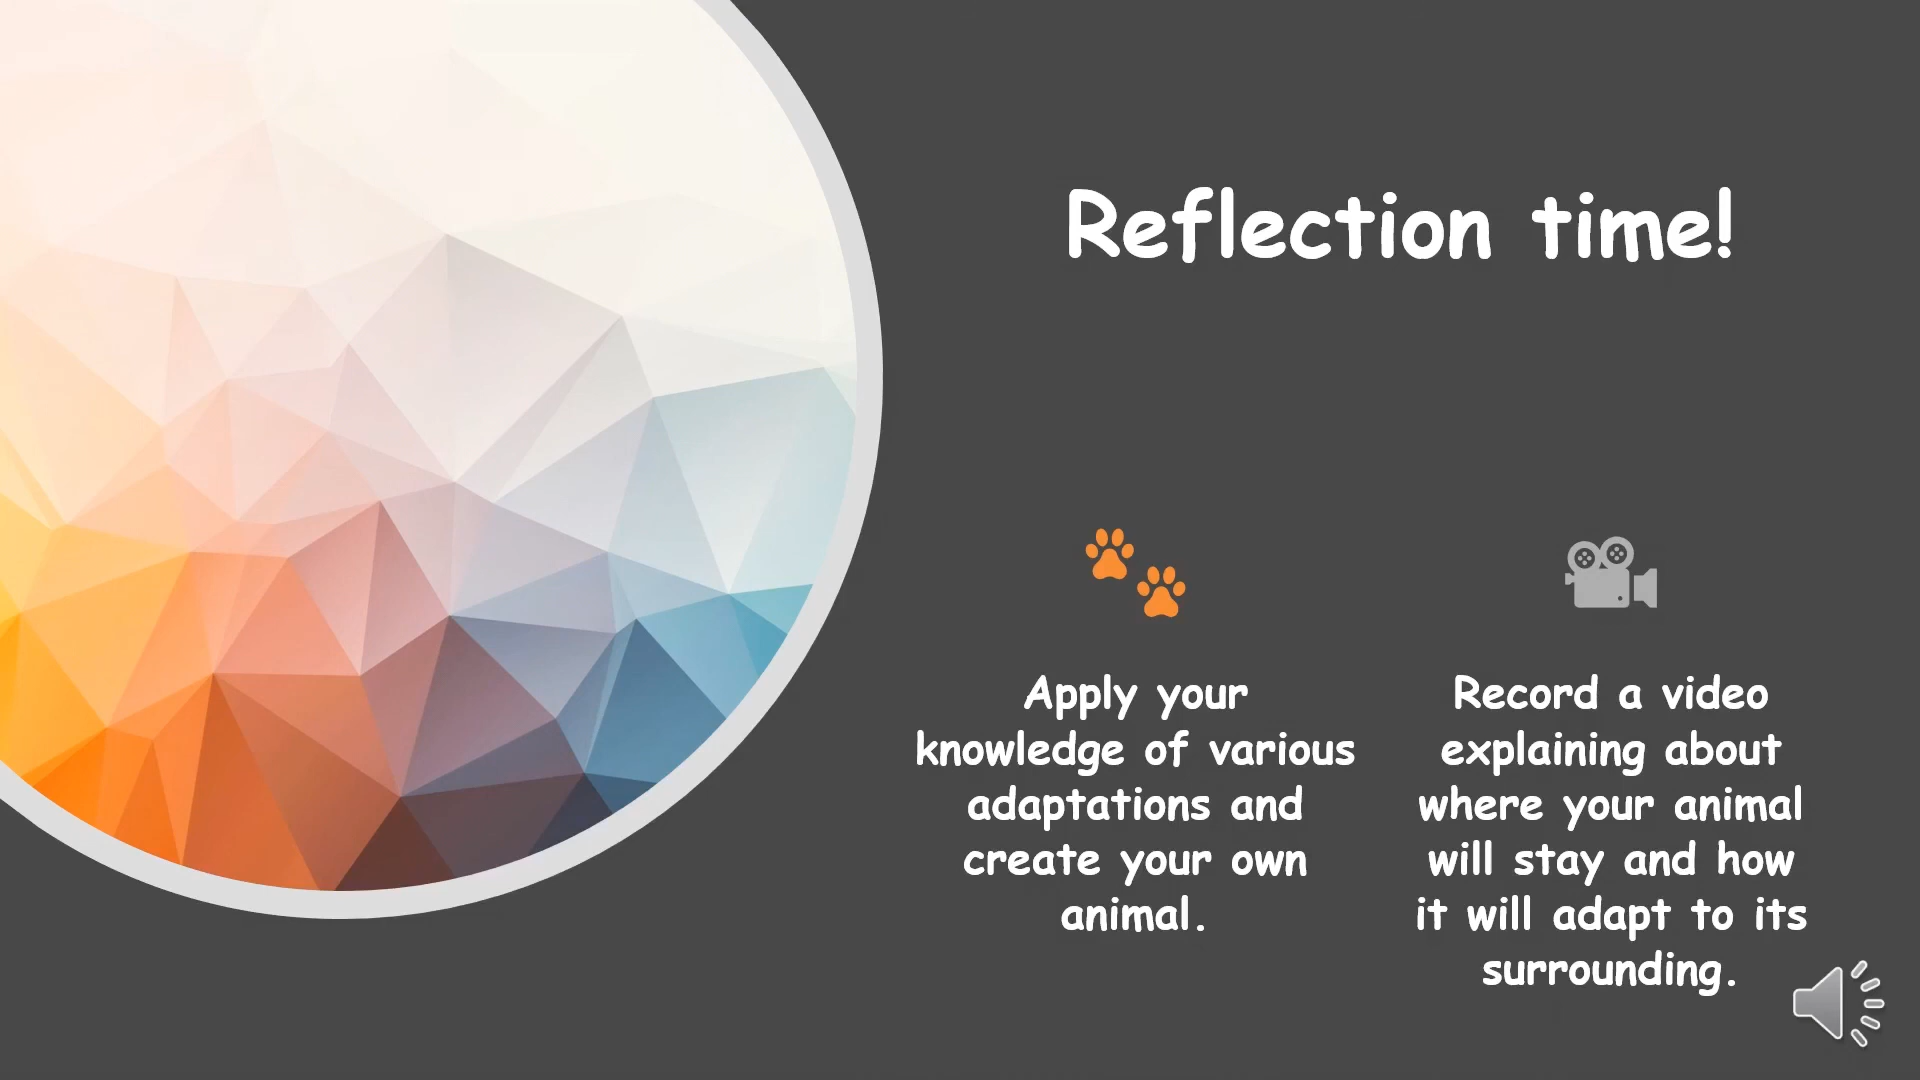 Reflection time!
Apply your
knowledge of various
adaptations and
create your own
animal.
Record a video
explaining about
where your animal
will stay and how
it will adapt to its
surrounding.